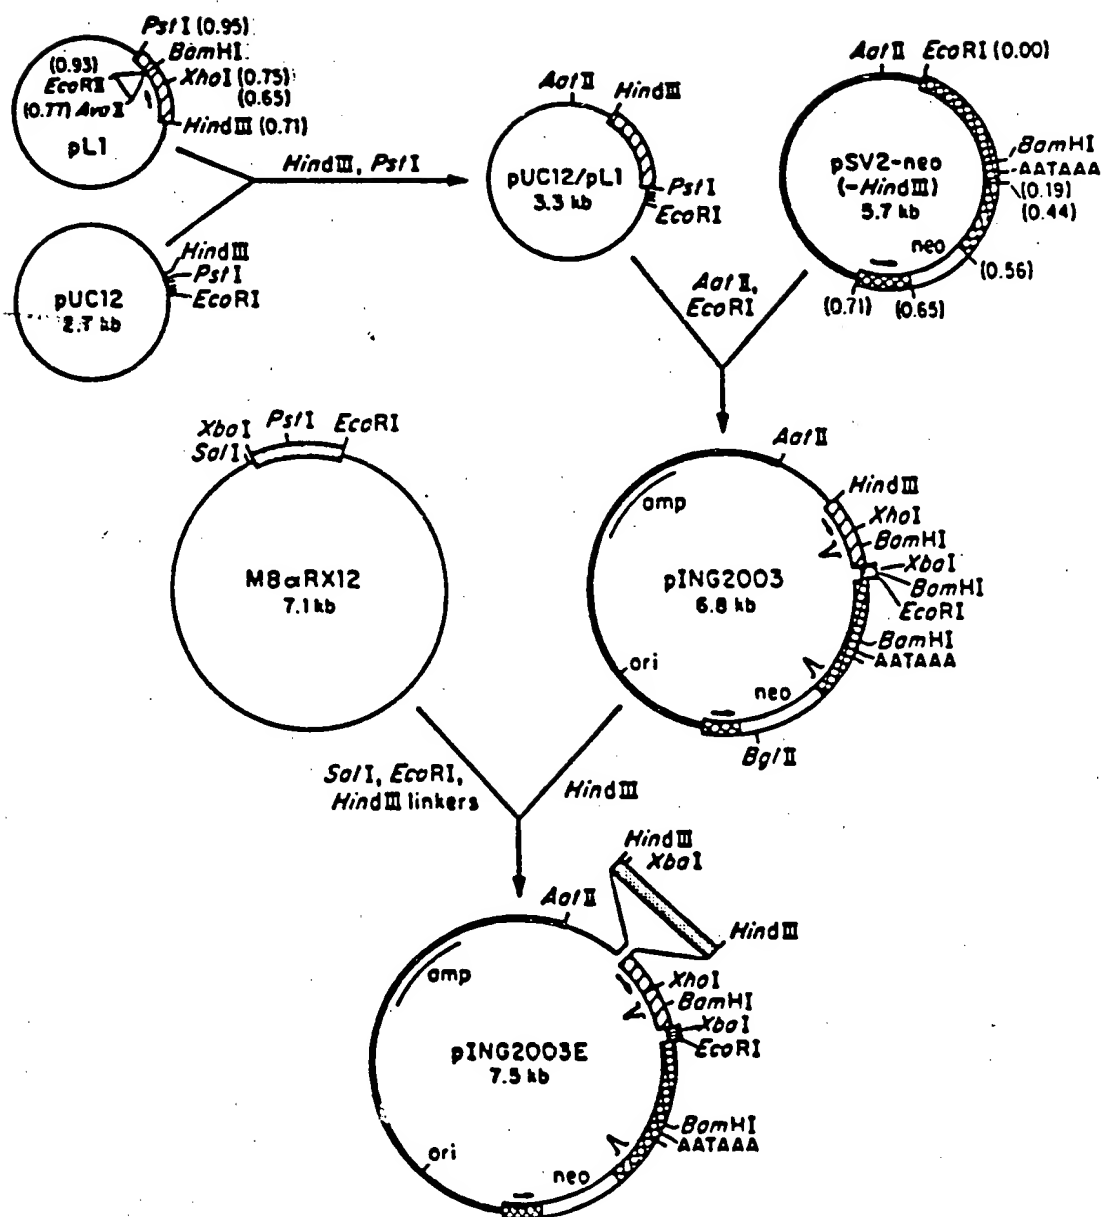 PstI (0.95)
BamHI
(0.93)
EcoRII
XhoI (0.75)
(0.65)
(0.77) AvaII
HindIII (0.71)
pL1
HindIII, PstI
HindIII
PstI
EcoRI
pUC12
2.7 kb
AatII
HindIII
pUC12/pL1
3.3 kb
PstI
EcoRI
AatII
EcoRI (0.00)
pSV2-neo
(-HindIII)
5.7 kb
BamHI
AATAAA
(0.19)
(0.44)
neo
(0.56)
(0.71)
(0.65)
AatII,
EcoRI
XbaI
SalI
PstI
EcoRI
M8αRX12
7.1 kb
AatII
HindIII
XhoI
BamHI
XbaI
BamHI
EcoRI
BamHI
AATAAA
amp
pING2003
6.8 kb
ori
neo
BglII
SalI, EcoRI,
HindIII linkers
HindIII
HindIII
XbaI
HindIII
AatII
XhoI
BamHI
XbaI
EcoRI
amp
pING2003E
7.5 kb
BamHI
AATAAA
ori
neo